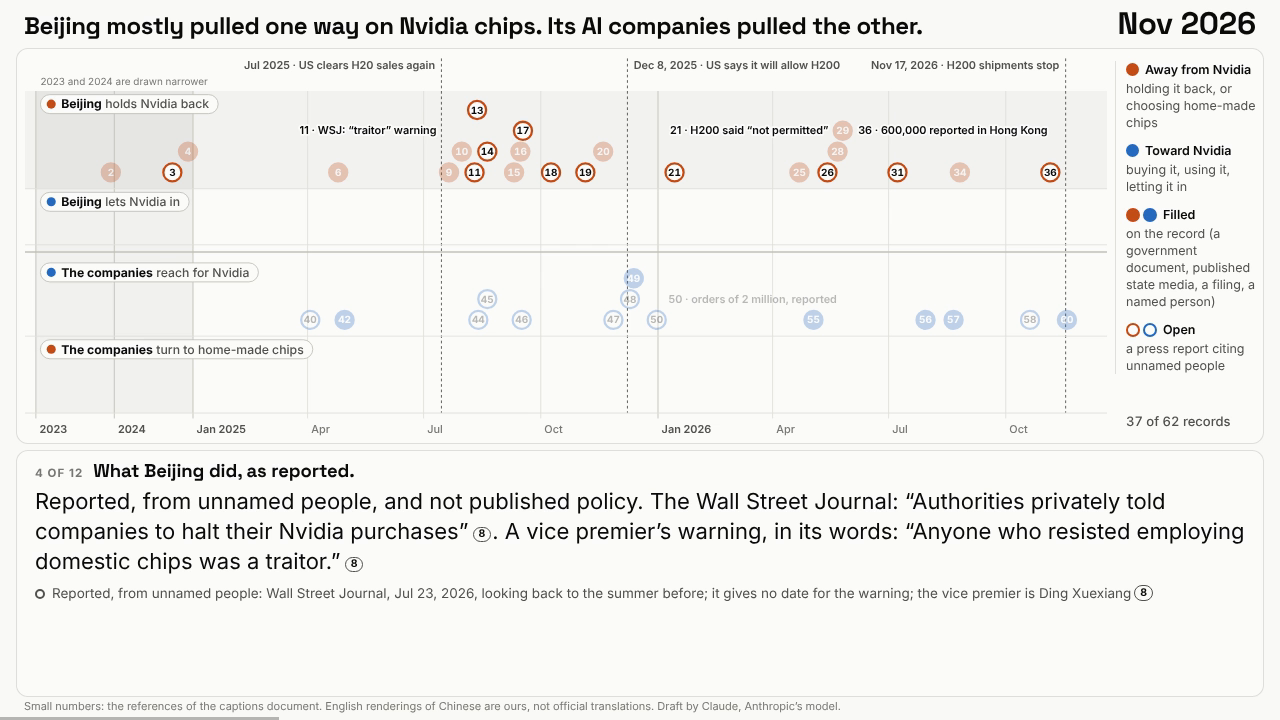 Beijing mostly pulled one way on Nvidia chips. Its AI companies pulled the other.
Nov 2026
Jul 2025 · US clears H20 sales again
Dec 8, 2025 · US says it will allow H200
Nov 17, 2026 · H200 shipments stop
2023 and 2024 are drawn narrower
Beijing holds Nvidia back
13
11 · WSJ: “traitor” warning
17
21 · H200 said “not permitted”
29
36 · 600,000 reported in Hong Kong
4
10
14
16
20
28
2
3
6
9
11
15
18
19
21
25
26
31
34
36
Beijing lets Nvidia in
The companies reach for Nvidia
49
45
48
50 · orders of 2 million, reported
40
42
44
46
47
50
55
56
57
58
60
The companies turn to home-made chips
2023
2024
Jan 2025
Apr
Jul
Oct
Jan 2026
Apr
Jul
Oct
Away from Nvidia
holding it back, or
choosing home-made
chips
Toward Nvidia
buying it, using it,
letting it in
Filled
on the record (a
government
document, published
state media, a filing, a
named person)
Open
a press report citing
unnamed people
37 of 62 records
4 OF 12 What Beijing did, as reported.
Reported, from unnamed people, and not published policy. The Wall Street Journal: “Authorities privately told
companies to halt their Nvidia purchases” 8. A vice premier’s warning, in its words: “Anyone who resisted employing
domestic chips was a traitor.” 8
Reported, from unnamed people: Wall Street Journal, Jul 23, 2026, looking back to the summer before; it gives no date for the warning; the vice premier is Ding Xuexiang 8
Small numbers: the references of the captions document. English renderings of Chinese are ours, not official translations. Draft by Claude, Anthropic’s model.